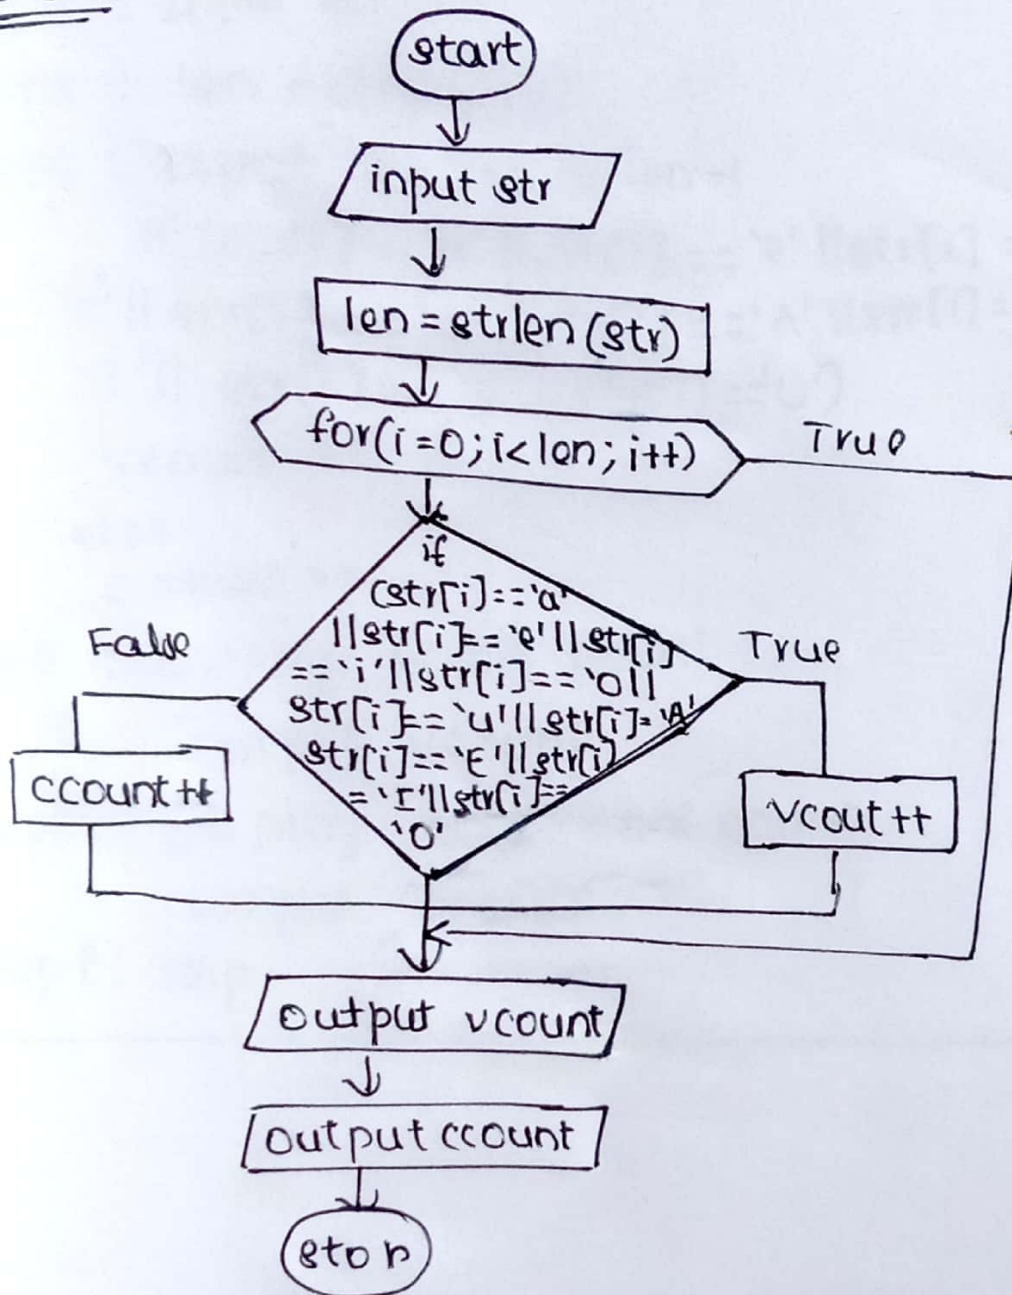 start
input str
len = strlen(str)
for(i=0; i<len; i++)
True
if
(str[i]=='a'
||str[i]=='e'||str[i]
=='i'||str[i]=='o||
str[i]=='u'||str[i]='A'
str[i]=='E'||str[i]
='I'||str[i]==
'O'
False
True
ccount++
vcout++
output vcount
output ccount
stop